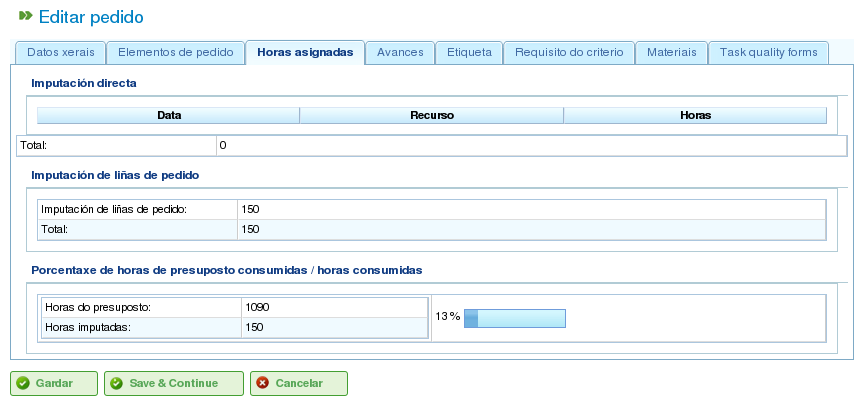 Editar pedido
Datos xerais Elementos de pedido Horas asignadas Avances Etiqueta Requisito do criterio Materiais Task quality forms
Imputación directa
Data Recurso Horas
Total: 0
Imputación de liñas de pedido
Imputación de liñas de pedido: 150
Total: 150
Porcentaxe de horas de presuposto consumidas / horas consumidas
Horas do presuposto: 1090
Horas imputadas: 150
13 %
Gardar Save & Continue Cancelar